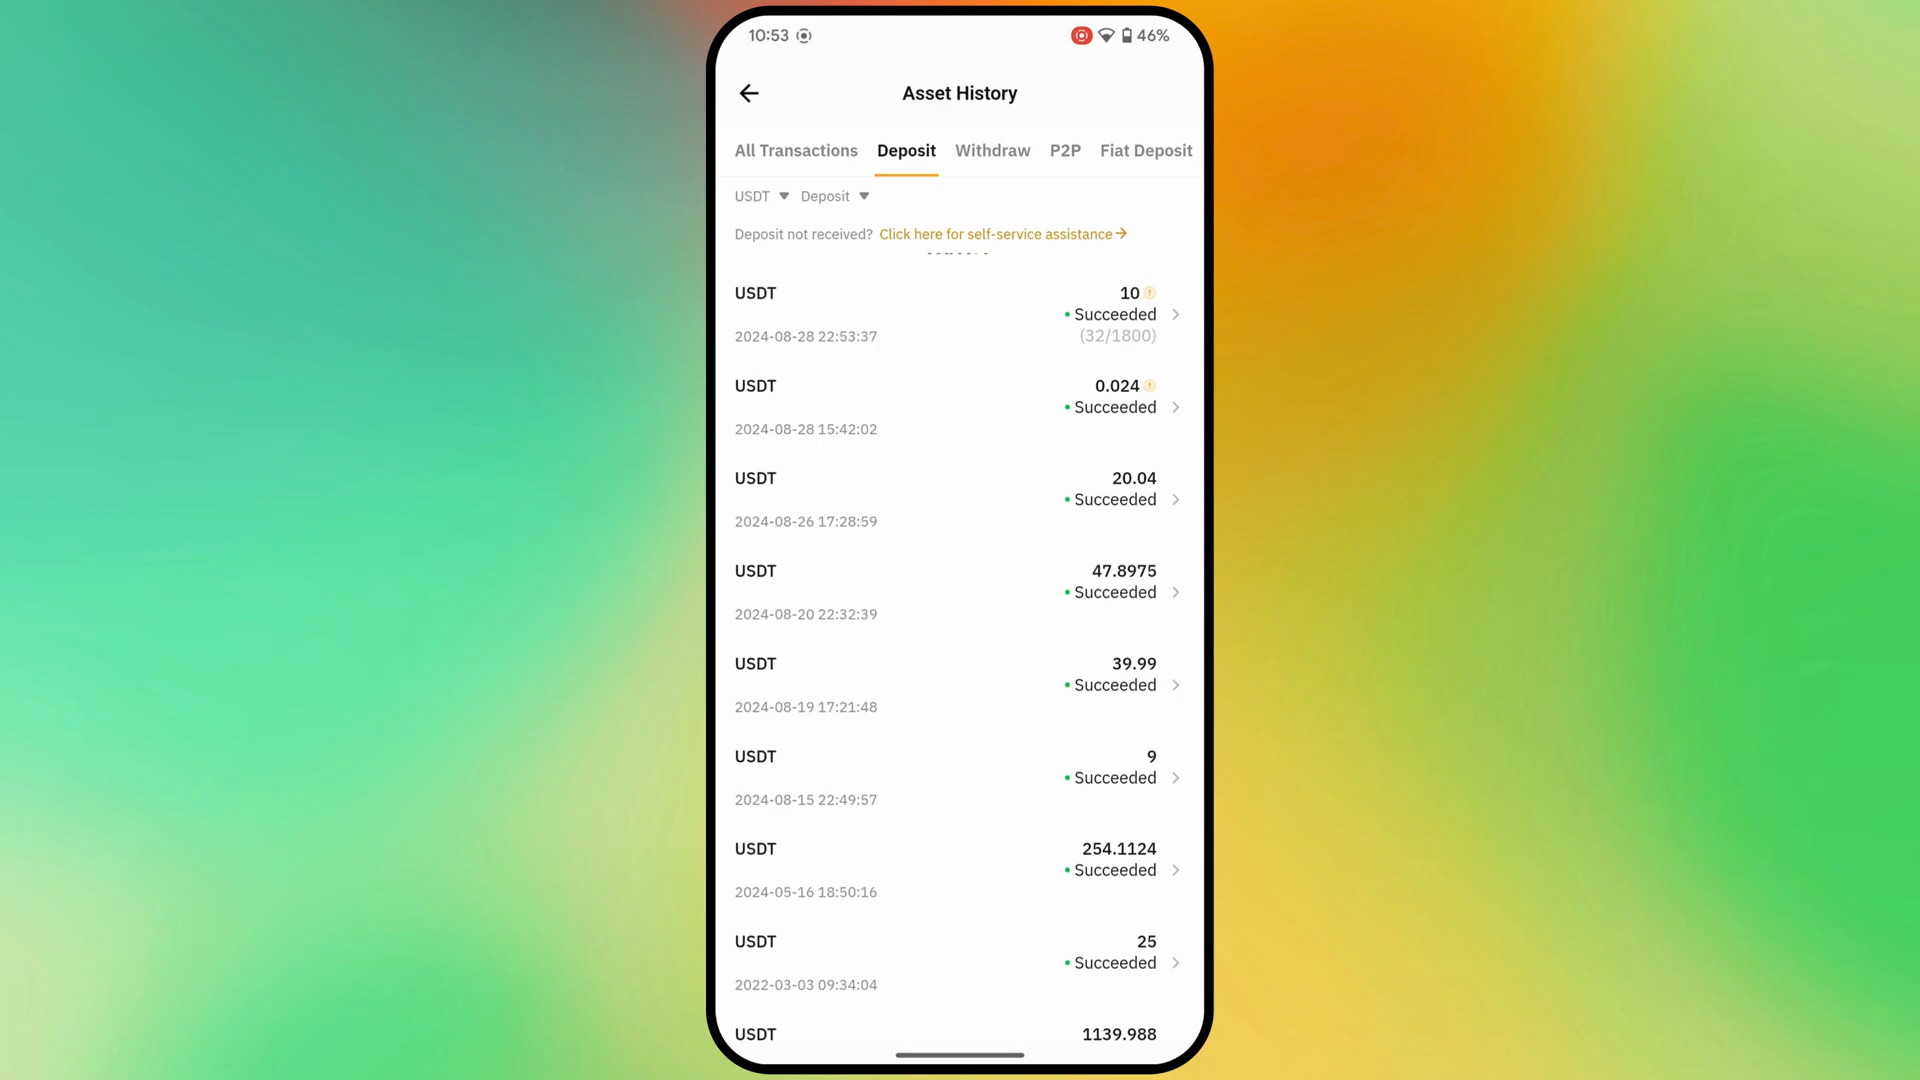 10:53 46%
Asset History
All Transactions Deposit Withdraw P2P Fiat Deposit
USDT Deposit
Deposit not received? Click here for self-service assistance→
USDT 10
Succeeded
2024-08-28 22:53:37 (32/1800)
USDT 0.024
Succeeded
2024-08-28 15:42:02
USDT 20.04
Succeeded
2024-08-26 17:28:59
USDT 47.8975
Succeeded
2024-08-20 22:32:39
USDT 39.99
Succeeded
2024-08-19 17:21:48
USDT 9
Succeeded
2024-08-15 22:49:57
USDT 254.1124
Succeeded
2024-05-16 18:50:16
USDT 25
Succeeded
2022-03-03 09:34:04
USDT 1139.988